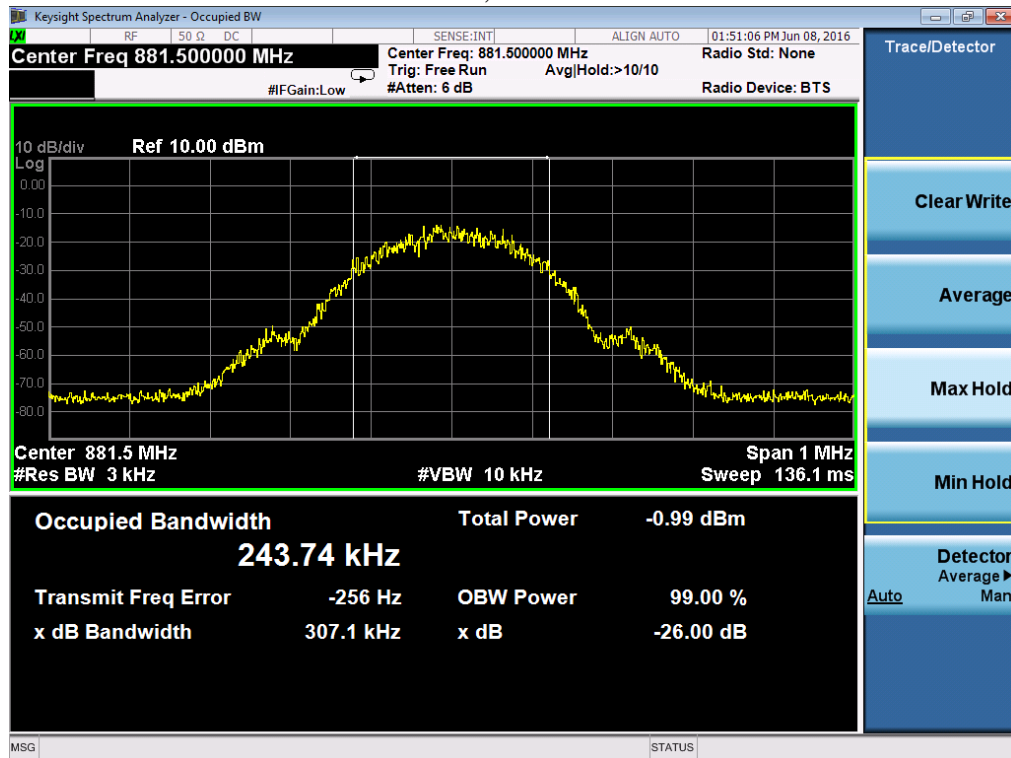 Keysight Spectrum Analyzer - Occupied BW
LXI RF 50 Ω DC SENSE:INT ALIGN AUTO 01:51:06 PM Jun 08, 2016
Center Freq 881.500000 MHz Center Freq: 881.500000 MHz Radio Std: None
Trig: Free Run Avg|Hold:>10/10
#IFGain:Low #Atten: 6 dB Radio Device: BTS
Trace/Detector
10 dB/div Ref 10.00 dBm
Log
0.00
-10.0
-20.0
-30.0
-40.0
-50.0
-60.0
-70.0
-80.0
Center 881.5 MHz Span 1 MHz
#Res BW 3 kHz #VBW 10 kHz Sweep 136.1 ms
Occupied Bandwidth Total Power -0.99 dBm
243.74 kHz
Transmit Freq Error -256 Hz OBW Power 99.00 %
x dB Bandwidth 307.1 kHz x dB -26.00 dB
Clear Write
Average
Max Hold
Min Hold
Detector
Average
Auto Man
MSG STATUS